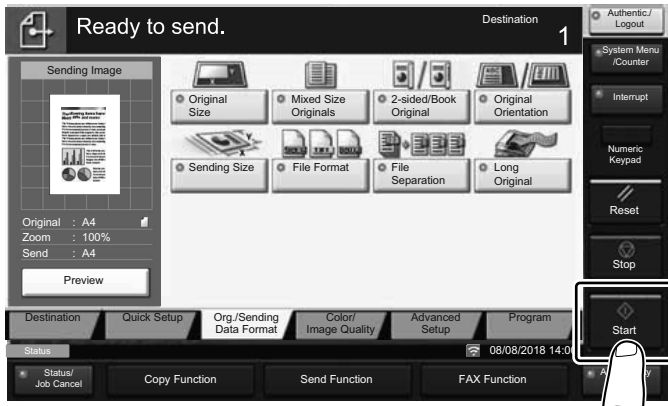 Ready to send.
Destination
1
Authentic./
Logout
System Menu
/Counter
Interrupt
Numeric
Keypad
Reset
Stop
Start
Sending Image
Original : A4
Zoom : 100%
Send : A4
Preview
Original
Size
Mixed Size
Originals
2-sided/Book
Original
Original
Orientation
Sending Size
File Format
File
Separation
Long
Original
Destination
Quick Setup
Org./Sending
Data Format
Color/
Image Quality
Advanced
Setup
Program
Status
08/08/2018 14:0
Status/
Job Cancel
Copy Function
Send Function
FAX Function